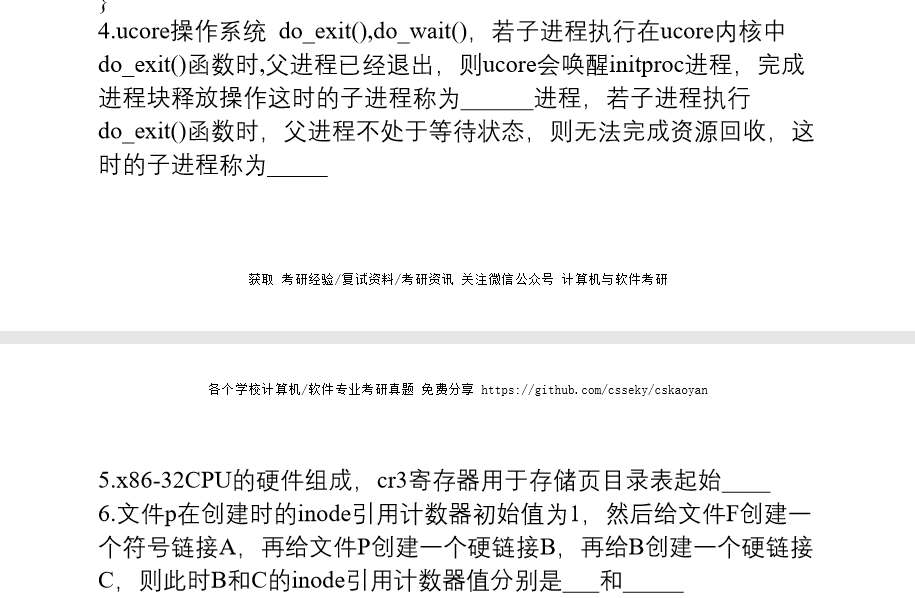 }
4.ucore操作系统 do_exit(),do_wait()，若子进程执行在ucore内核中
do_exit()函数时,父进程已经退出，则ucore会唤醒initproc进程，完成
进程块释放操作这时的子进程称为______进程，若子进程执行
do_exit()函数时，父进程不处于等待状态，则无法完成资源回收，这
时的子进程称为_____
获取 考研经验/复试资料/考研资讯 关注微信公众号 计算机与软件考研
各个学校计算机/软件专业考研真题 免费分享 https://github.com/csseky/cskaoyan
5.x86-32CPU的硬件组成，cr3寄存器用于存储页目录表起始____
6.文件p在创建时的inode引用计数器初始值为1，然后给文件F创建一
个符号链接A，再给文件P创建一个硬链接B，再给B创建一个硬链接
C，则此时B和C的inode引用计数器值分别是___和_____